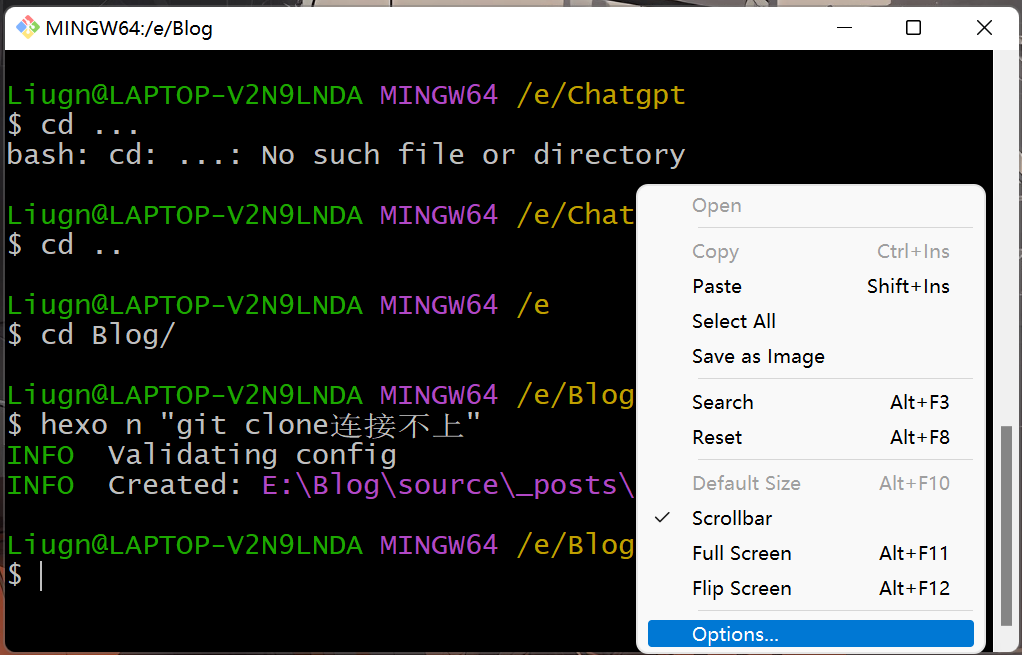 MINGW64:/e/Blog
Liugn@LAPTOP-V2N9LNDA MINGW64 /e/Chatgpt
$ cd ...
bash: cd: ...: No such file or directory
Liugn@LAPTOP-V2N9LNDA MINGW64 /e/Chat
$ cd ..
Liugn@LAPTOP-V2N9LNDA MINGW64 /e
$ cd Blog/
Liugn@LAPTOP-V2N9LNDA MINGW64 /e/Blog
$ hexo n "git clone连接不上"
INFO  Validating config
INFO  Created: E:\Blog\source\_posts\
Liugn@LAPTOP-V2N9LNDA MINGW64 /e/Blog
$
Open
Copy Ctrl+Ins
Paste Shift+Ins
Select All
Save as Image
Search Alt+F3
Reset Alt+F8
Default Size Alt+F10
Scrollbar
Full Screen Alt+F11
Flip Screen Alt+F12
Options...